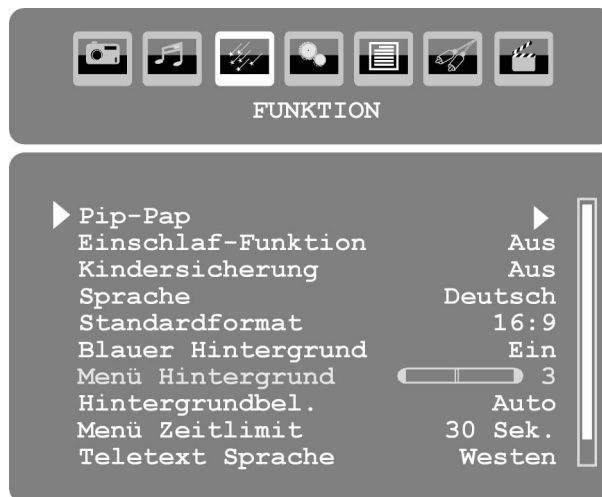 FUNKTION
Pip-Pap
Einschlaf-Funktion Aus
Kindersicherung Aus
Sprache Deutsch
Standardformat 16:9
Blauer Hintergrund Ein
Menü Hintergrund 3
Hintergrundbel. Auto
Menü Zeitlimit 30 Sek.
Teletext Sprache Westen